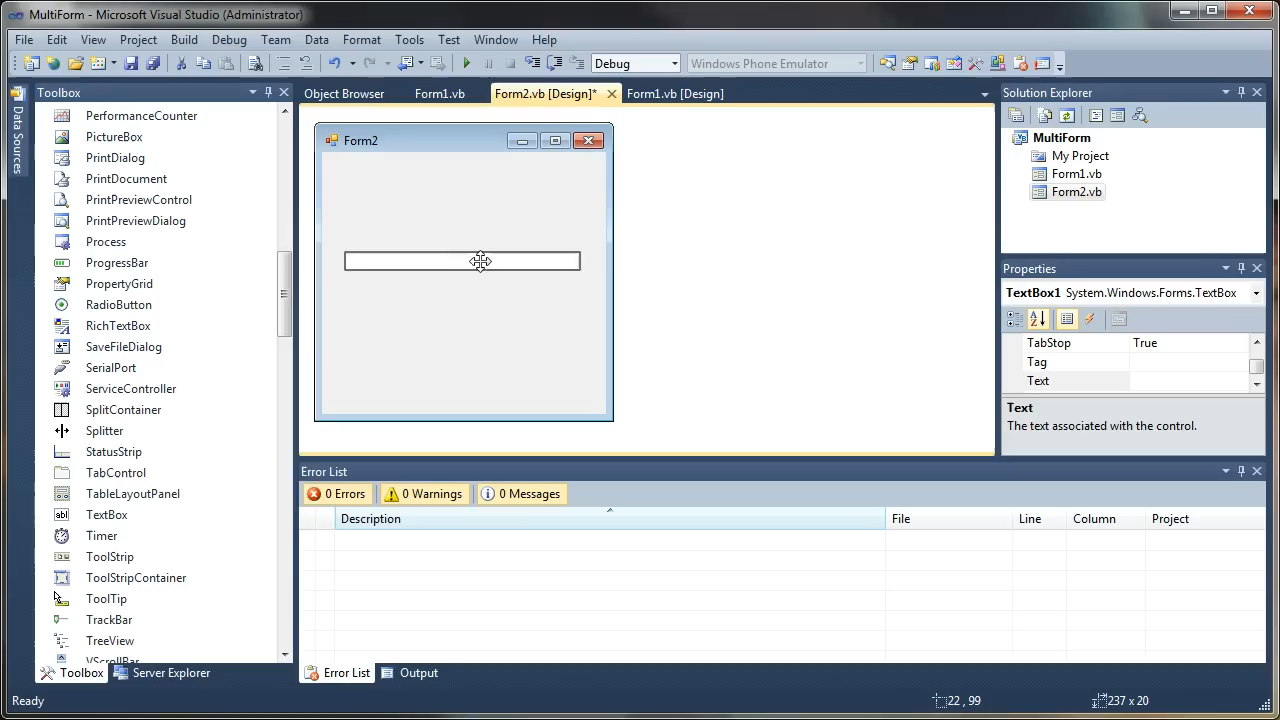 MultiForm - Microsoft Visual Studio (Administrator)
File Edit View Project Build Debug Team Data Format Tools Test Window Help
Debug Windows Phone Emulator
Data Sources
Toolbox
PerformanceCounter
PictureBox
PrintDialog
PrintDocument
PrintPreviewControl
PrintPreviewDialog
Process
ProgressBar
PropertyGrid
RadioButton
RichTextBox
SaveFileDialog
SerialPort
ServiceController
SplitContainer
Splitter
StatusStrip
TabControl
TableLayoutPanel
TextBox
Timer
ToolStrip
ToolStripContainer
ToolTip
TrackBar
TreeView
VScrollBar
Toolbox Server Explorer
Object Browser Form1.vb Form2.vb [Design]* Form1.vb [Design]
Form2
Error List
0 Errors 0 Warnings 0 Messages
Description File Line Column Project
Error List Output
Solution Explorer
MultiForm
My Project
Form1.vb
Form2.vb
Properties
TextBox1 System.Windows.Forms.TextBox
TabStop True
Tag
Text
Text
The text associated with the control.
Ready 22 , 99 237 x 20